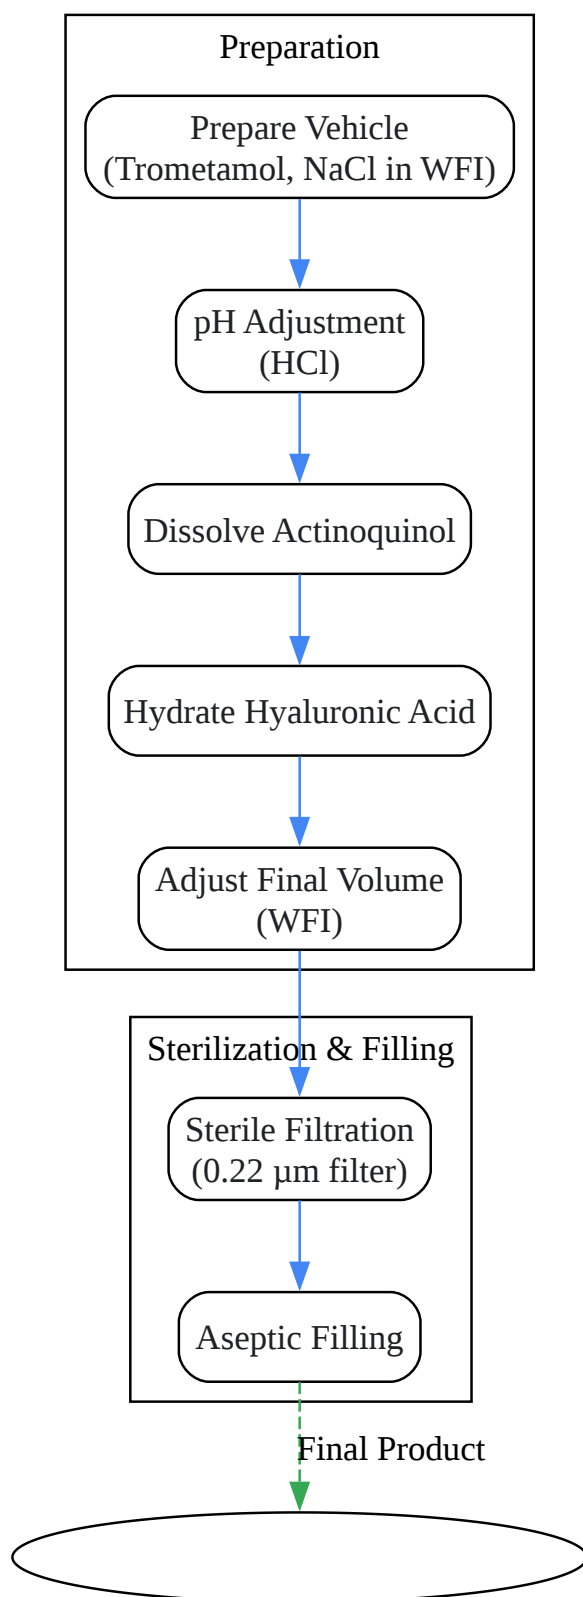 Preparation
Prepare Vehicle
(Trometamol, NaCl in WFI)
pH Adjustment
(HCl)
Dissolve Actinoquinol
Hydrate Hyaluronic Acid
Adjust Final Volume
(WFI)
Sterilization & Filling
Sterile Filtration
(0.22 µm filter)
Aseptic Filling
Final Product